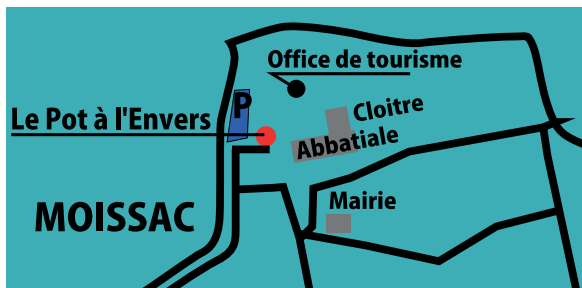 Office de tourisme
P
Cloitre
Le Pot à l'Envers
Abbatiale
Mairie
MOISSAC